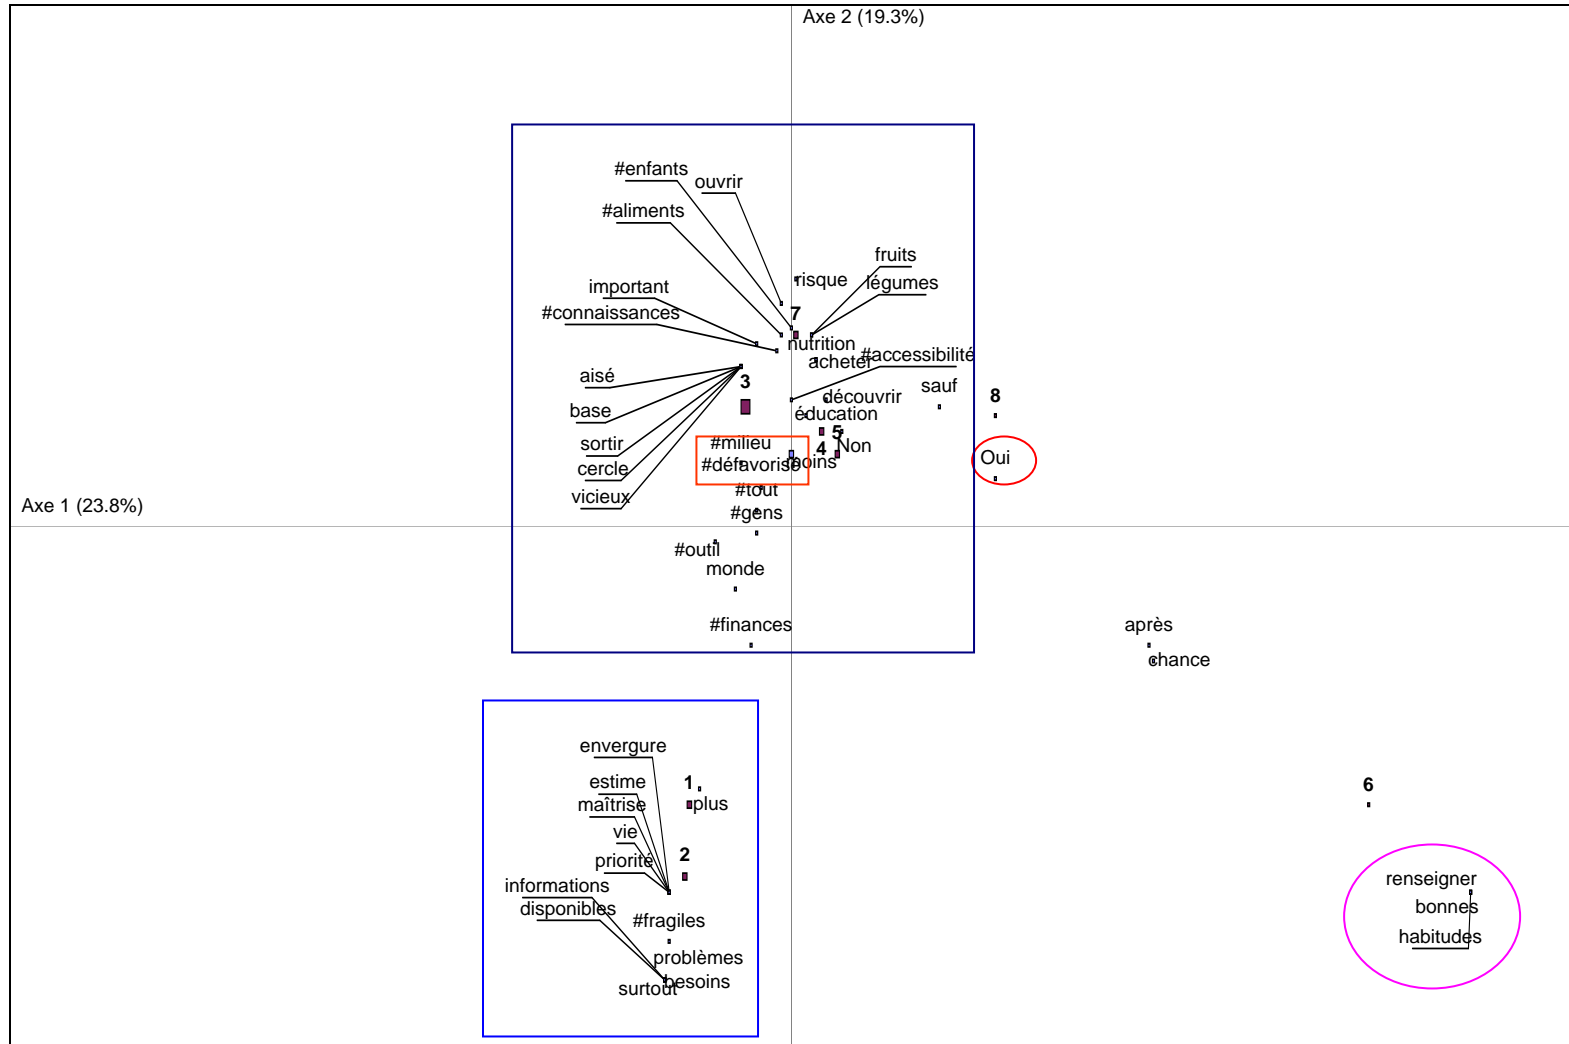 Axe 2 (19.3%)
#enfants
ouvrir
#aliments
fruits
risque
légumes
important
#connaissances
7
nutrition
#accessibilité
acheter
aisé
3
sauf
8
base
découvrir
éducation
5
sortir
#milieu
4
Non
cercle
#défavorisé
moins
Oui
vicieux
#tout
Axe 1 (23.8%)
#gens
#outil
monde
#finances
après
chance
envergure
estime
1
6
maîtrise
plus
vie
priorité
2
informations
renseigner
disponibles
#fragiles
bonnes
habitudes
problèmes
besoins
surtout